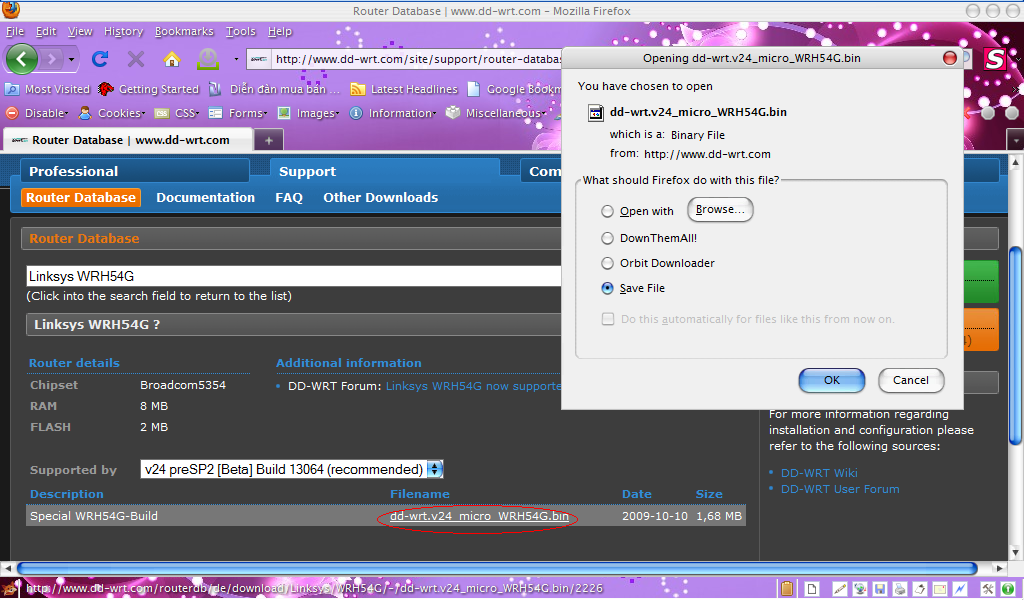 Router Database | www.dd-wrt.com - Mozilla Firefox
File Edit View History Bookmarks Tools Help
http://www.dd-wrt.com/site/support/router-databas
S
Most Visited Getting Started Diễn đàn mua bán ... Latest Headlines Google Bookm
Disable Cookies CSS Forms Images Information Miscellaneous
Router Database | www.dd-wrt.com
Professional Support Com
Router Database Documentation FAQ Other Downloads
Router Database
Linksys WRH54G
(Click into the search field to return to the list)
Linksys WRH54G ?
Router details
Chipset Broadcom5354
RAM 8 MB
FLASH 2 MB
Additional information
• DD-WRT Forum: Linksys WRH54G now supporte
Supported by v24 preSP2 [Beta] Build 13064 (recommended)
Description Filename Date Size
Special WRH54G-Build dd-wrt.v24_micro_WRH54G.bin 2009-10-10 1,68 MB
Opening dd-wrt.v24_micro_WRH54G.bin
You have chosen to open
dd-wrt.v24_micro_WRH54G.bin
which is a: Binary File
from: http://www.dd-wrt.com
What should Firefox do with this file?
Open with Browse...
DownThemAll!
Orbit Downloader
Save File
Do this automatically for files like this from now on.
OK Cancel
For more information regarding
installation and configuration please
refer to the following sources:
• DD-WRT Wiki
• DD-WRT User Forum
http://www.dd-wrt.com/routerdb/de/download/Linksys/WRH54G/-/dd-wrt.v24_micro_WRH54G.bin/2226